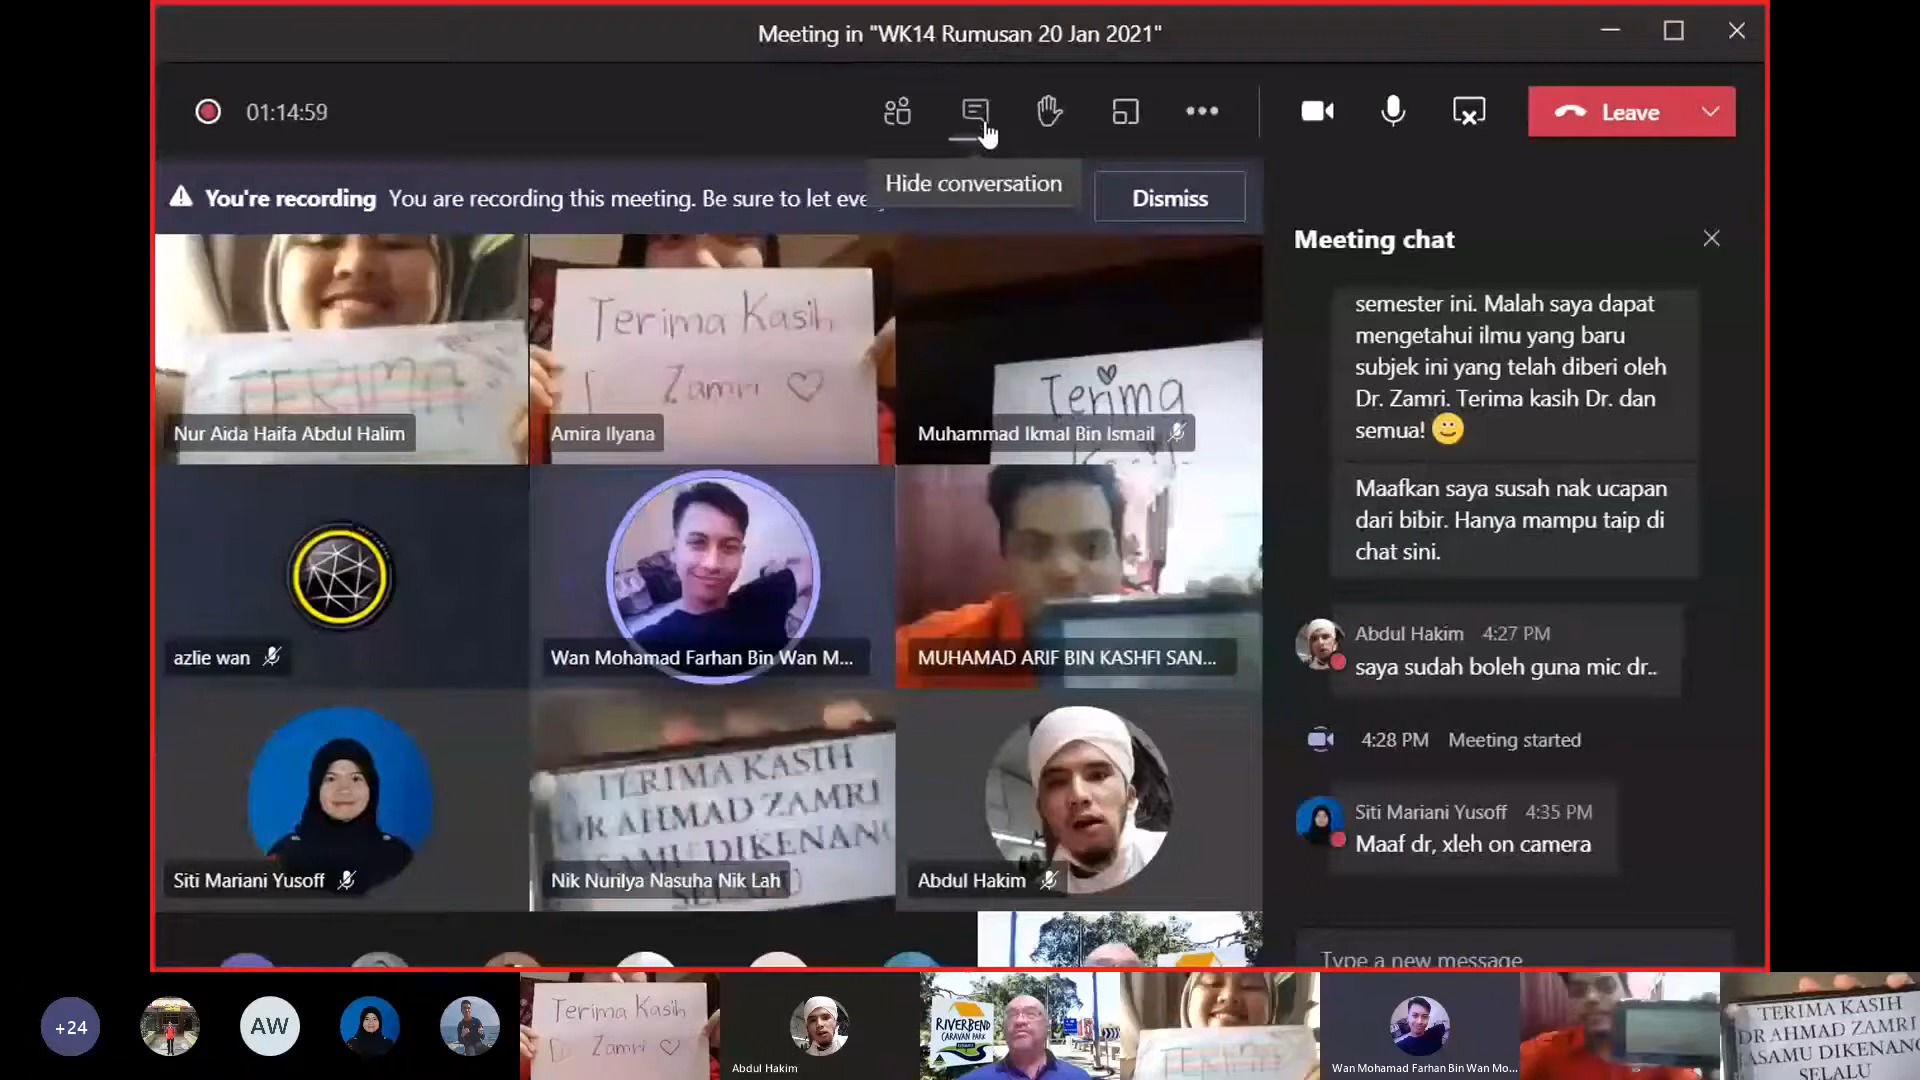 Meeting in "WK14 Rumusan 20 Jan 2021"
01:14:59
Leave
You're recording You are recording this meeting. Be sure to let eve
Hide conversation
Dismiss
Meeting chat
semester ini. Malah saya dapat
mengetahui ilmu yang baru
subjek ini yang telah diberi oleh
Dr. Zamri. Terima kasih Dr. dan
semua!
Maafkan saya susah nak ucapan
dari bibir. Hanya mampu taip di
chat sini.
Abdul Hakim 4:27 PM
saya sudah boleh guna mic dr..
4:28 PM Meeting started
Siti Mariani Yusoff 4:35 PM
Maaf dr, xleh on camera
Type a new message
TERIMA
Nur Aida Haifa Abdul Halim
Terima Kasih
Zamri
Amira Ilyana
Terima
Muhammad Ikmal Bin Ismail
azlie wan
Wan Mohamad Farhan Bin Wan M...
MUHAMAD ARIF BIN KASHFI SAN...
Siti Mariani Yusoff
TERIMA KASIH
DR AHMAD ZAMRI
JASAMU DIKENANG
SELALU
Nik Nurilya Nasuha Nik Lah
Abdul Hakim
+24
AW
Terima Kasih
Zamri
Abdul Hakim
RIVERBEND
CARAVAN PARK
TERIMA
Wan Mohamad Farhan Bin Wan Mo...
TERIMA KASIH
DR AHMAD ZAMRI
JASAMU DIKENANG
SELALU